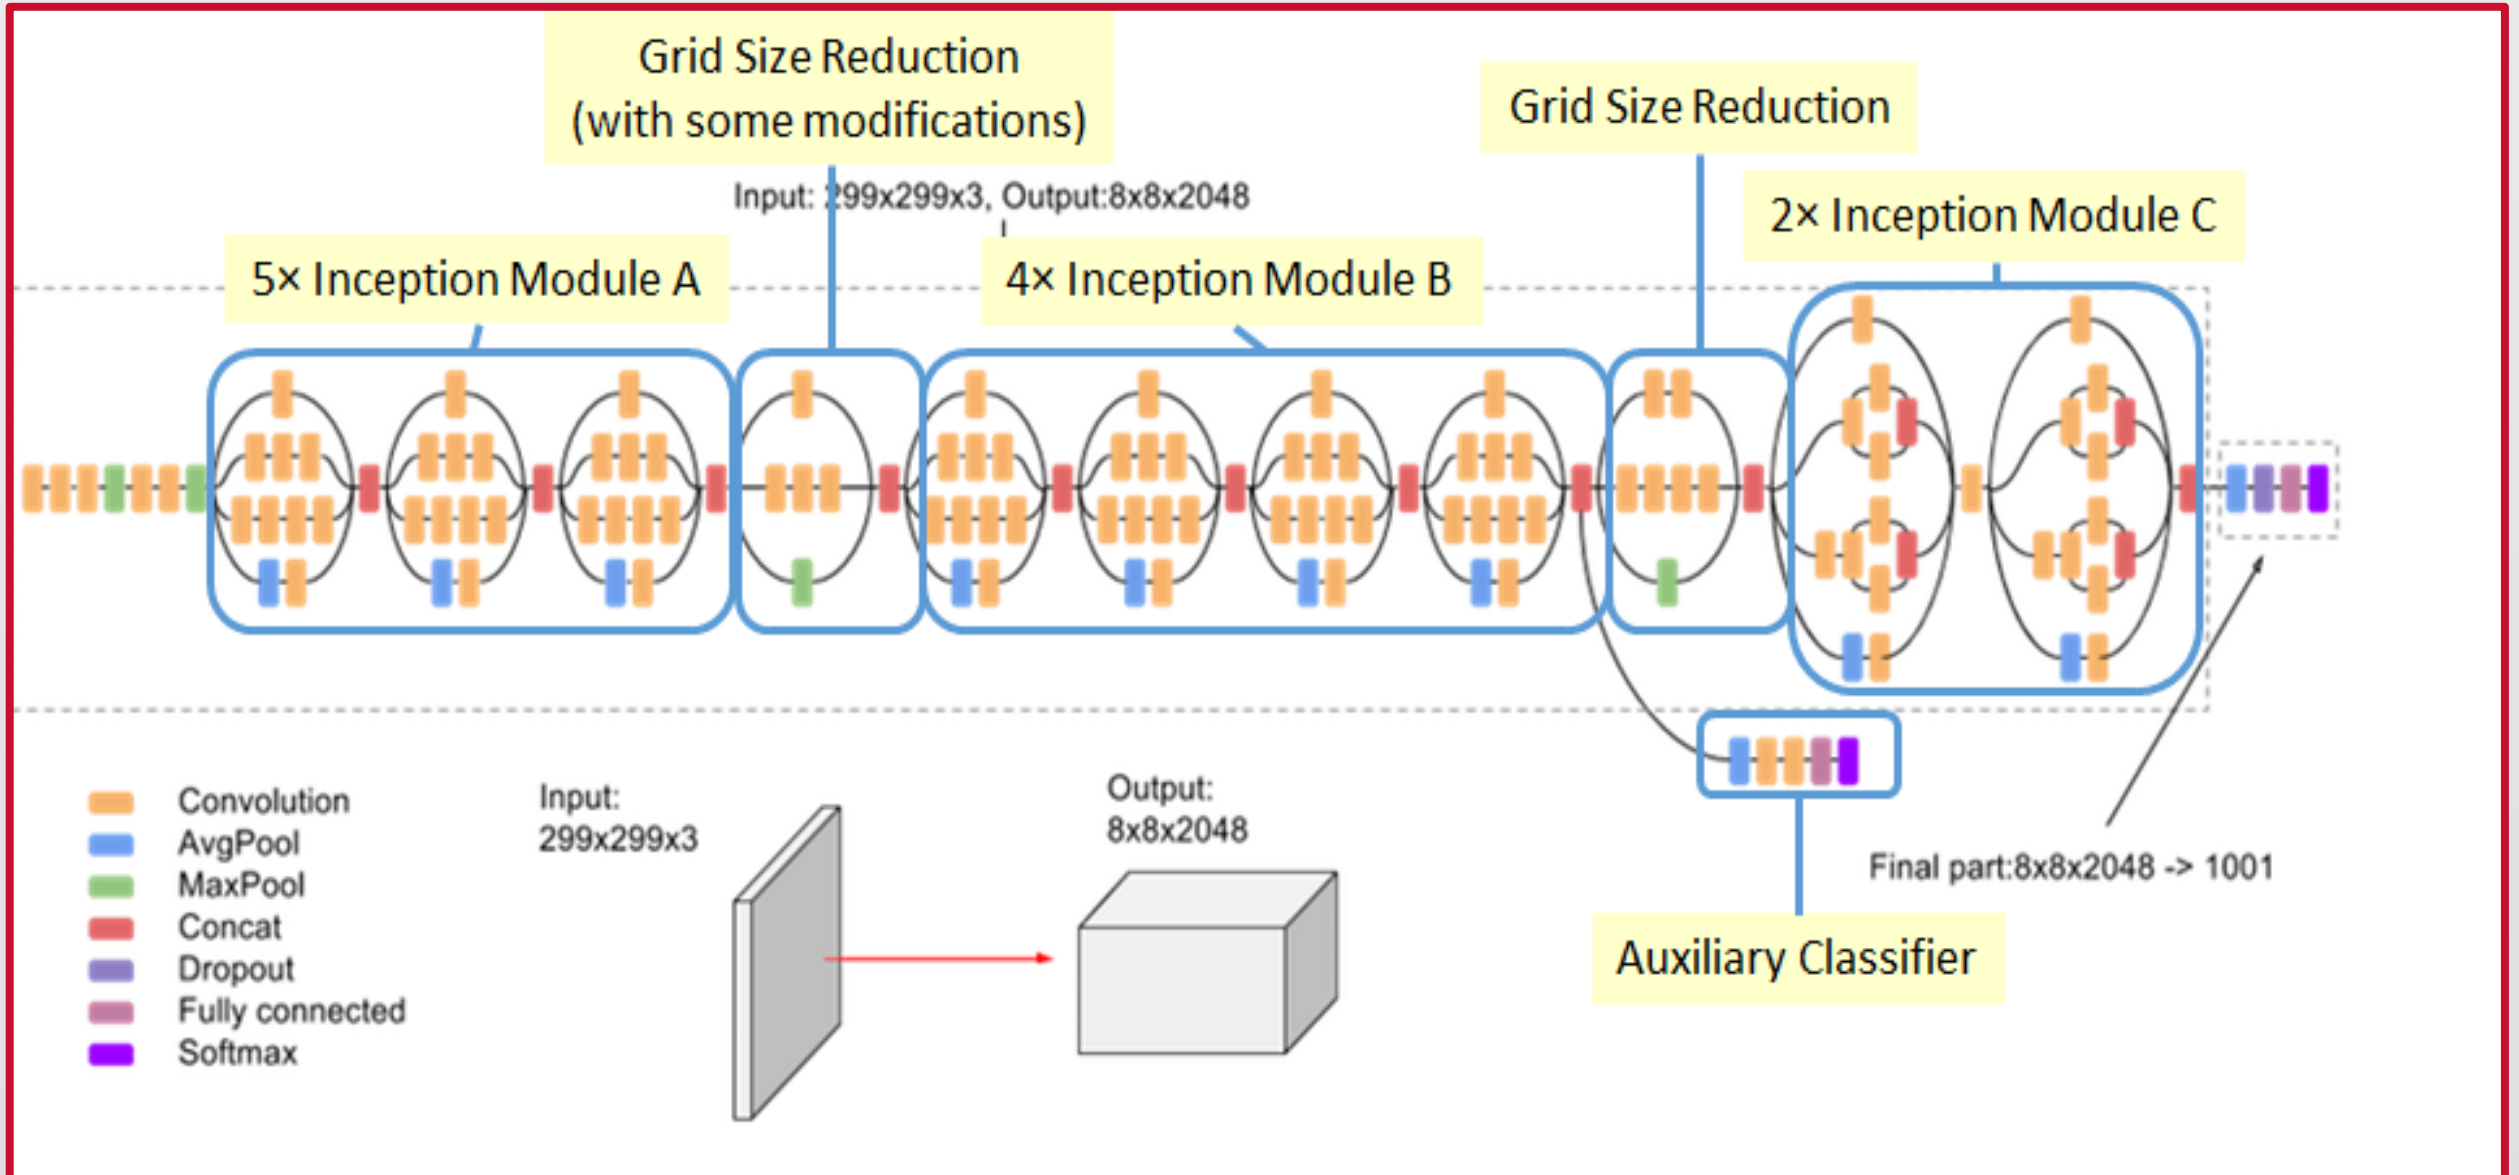 Grid Size Reduction
(with some modifications)
Grid Size Reduction
Input: 299x299x3, Output:8x8x2048
2× Inception Module C
5× Inception Module A
4× Inception Module B
Convolution
AvgPool
MaxPool
Concat
Dropout
Fully connected
Softmax
Input:
299x299x3
Output:
8x8x2048
Final part:8x8x2048 -> 1001
Auxiliary Classifier